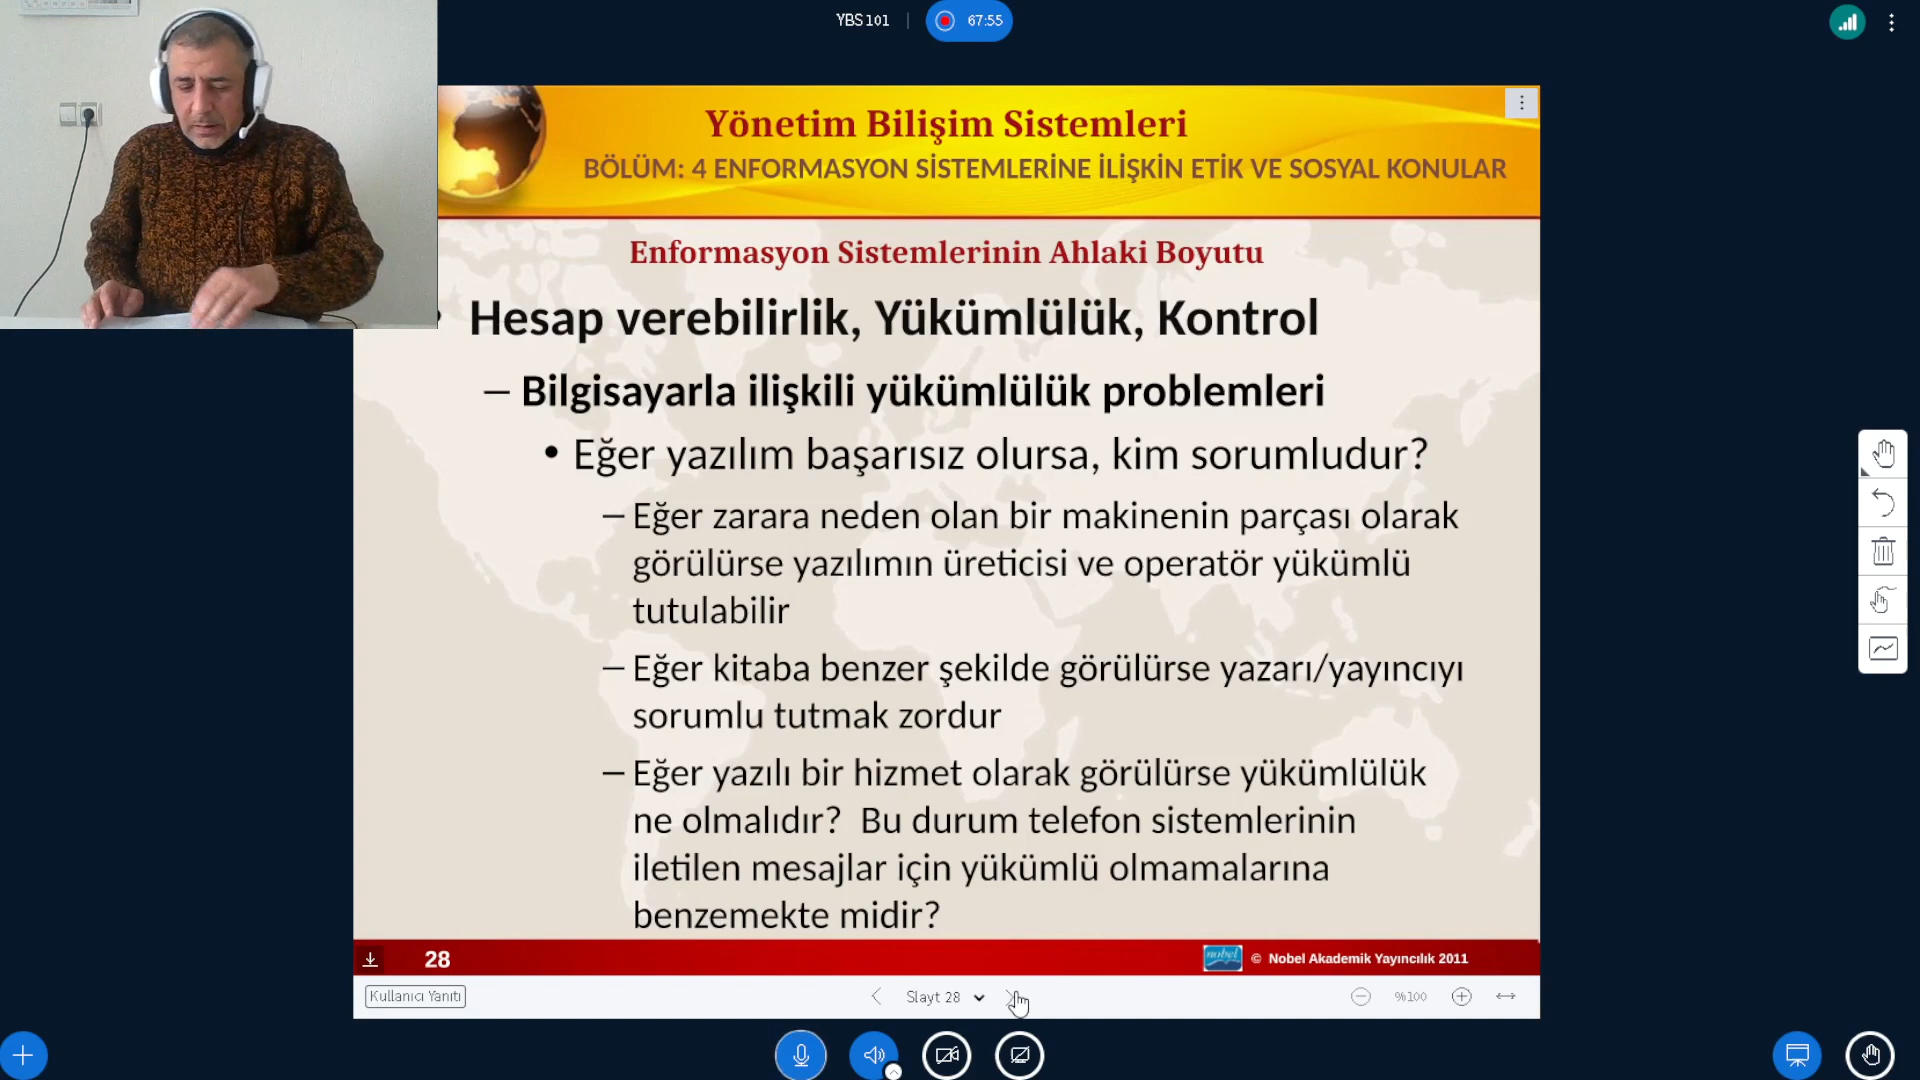 YBS 101
67:55
Yönetim Bilişim Sistemleri
BÖLÜM: 4 ENFORMASYON SİSTEMLERİNE İLİŞKİN ETİK VE SOSYAL KONULAR
Enformasyon Sistemlerinin Ahlaki Boyutu
Hesap verebilirlik, Yükümlülük, Kontrol
– Bilgisayarla ilişkili yükümlülük problemleri
• Eğer yazılım başarısız olursa, kim sorumludur?
– Eğer zarara neden olan bir makinenin parçası olarak
görülürse yazılımın üreticisi ve operatör yükümlü
tutulabilir
– Eğer kitaba benzer şekilde görülürse yazarı/yayıncıyı
sorumlu tutmak zordur
– Eğer yazılı bir hizmet olarak görülürse yükümlülük
ne olmalıdır? Bu durum telefon sistemlerinin
iletilen mesajlar için yükümlü olmamalarına
benzemekte midir?
28
nobel © Nobel Akademik Yayıncılık 2011
Kullanıcı Yanıtı
Slayt 28
%100